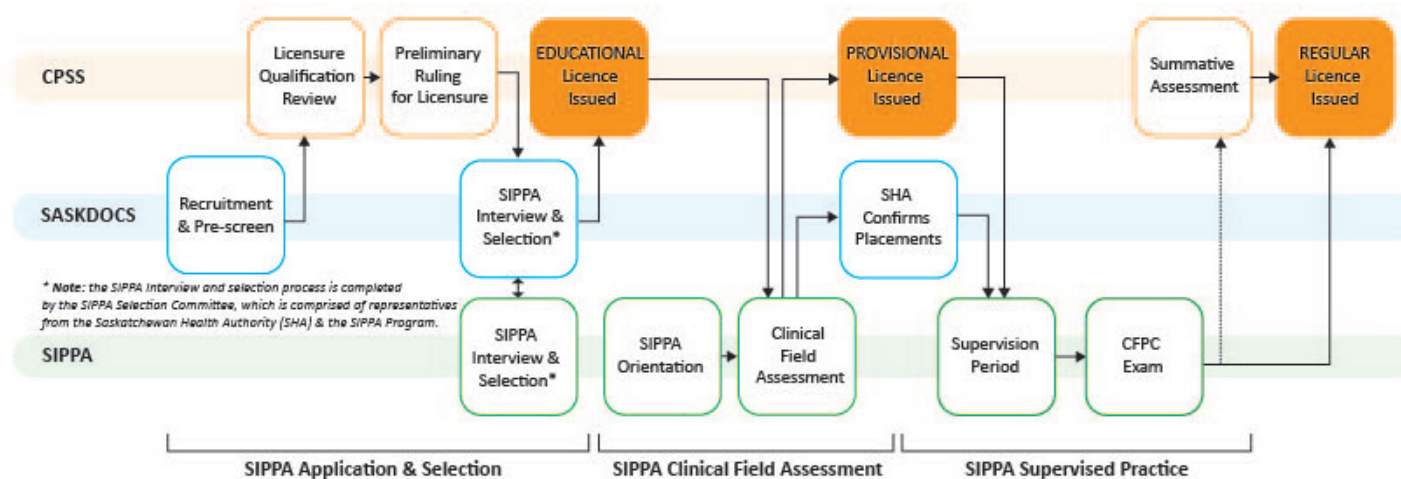 CPSS
Licensure
Qualification
Review
Preliminary
Ruling
for Licensure
EDUCATIONAL
Licence
Issued
PROVISIONAL
Licence
Issued
Summative
Assessment
REGULAR
Licence
Issued
SASKDOCS
Recruitment
& Pre-screen
SIPPA
Interview &
Selection*
SHA
Confirms
Placements
* Note: the SIPPA Interview and selection process is completed
by the SIPPA Selection Committee, which is comprised of representatives
from the Saskatchewan Health Authority (SHA) & the SIPPA Program.
SIPPA
SIPPA
Interview &
Selection*
SIPPA
Orientation
Clinical
Field
Assessment
Supervision
Period
CFPC
Exam
SIPPA Application & Selection
SIPPA Clinical Field Assessment
SIPPA Supervised Practice